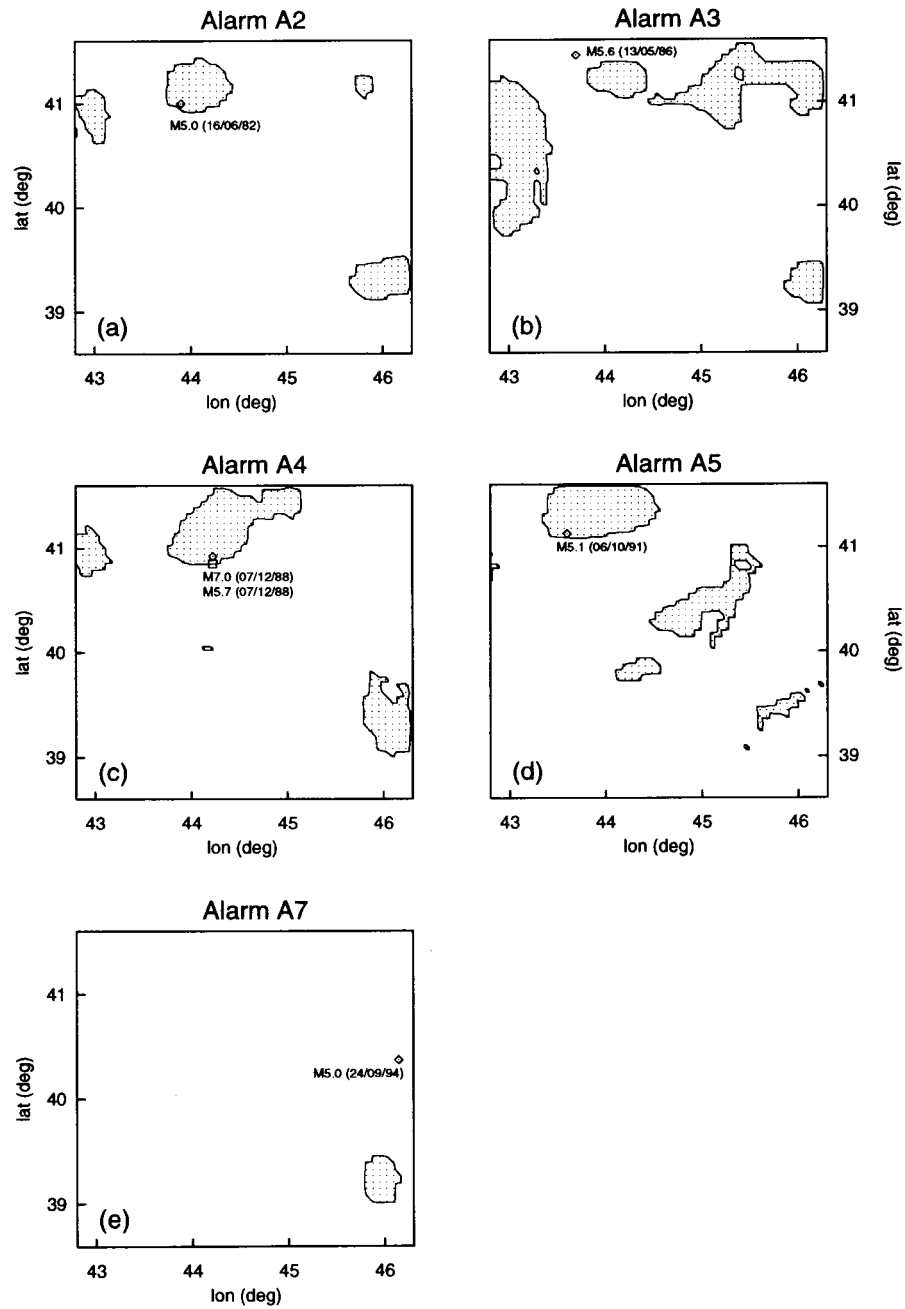 Alarm A2
41
40
39
lat (deg)
M5.0 (16/06/82)
(a)
43
44
45
46
lon (deg)
Alarm A3
M5.6 (13/05/86)
41
40
39
lat (deg)
(b)
43
44
45
46
lon (deg)
Alarm A4
41
40
39
lat (deg)
M7.0 (07/12/88)
M5.7 (07/12/88)
(c)
43
44
45
46
lon (deg)
Alarm A5
M5.1 (06/10/91)
41
40
39
lat (deg)
(d)
43
44
45
46
lon (deg)
Alarm A7
41
40
39
lat (deg)
M5.0 (24/09/94)
(e)
43
44
45
46
lon (deg)